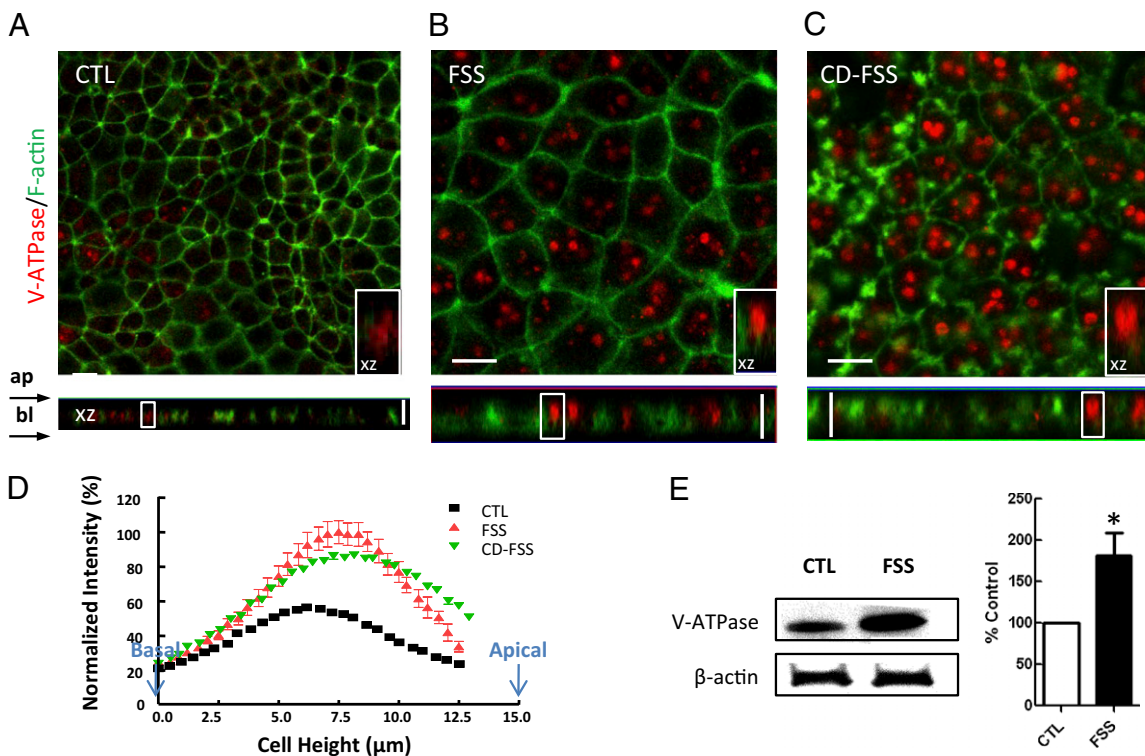 A
B
C
CTL
FSS
CD-FSS
V-ATPase/F-actin
xz
xz
xz
ap
bl
xz
D
E
Normalized Intensity (%)
120
100
80
60
40
20
0
CTL
FSS
CD-FSS
Basal
Apical
0.0 2.5 5.0 7.5 10.0 12.5 15.0
Cell Height (μm)
CTL FSS
V-ATPase
β-actin
% Control
250
200
150
100
50
0
*
CTL
FSS